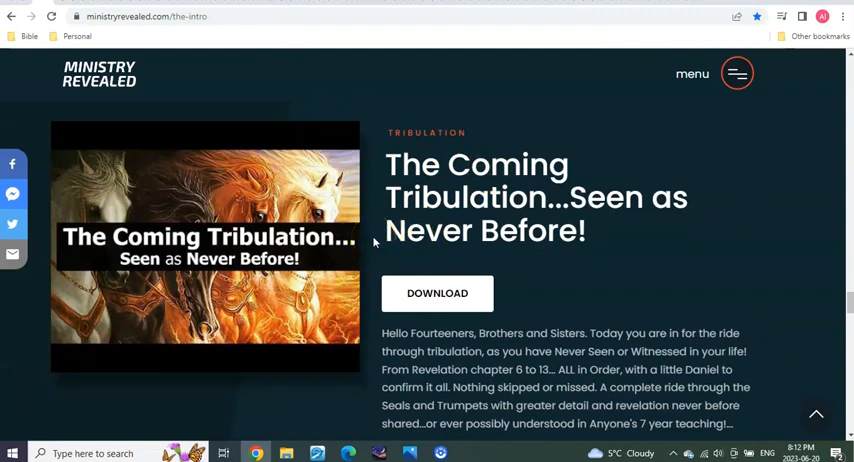 ministryrevealed.com/the-intro
Al
Bible
Personal
Other bookmarks
MINISTRY
REVEALED
menu
TRIBULATION
The Coming
Tribulation...Seen as
Never Before!
The Coming Tribulation...
Seen as Never Before!
DOWNLOAD
Hello Fourteeners, Brothers and Sisters. Today you are in for the ride
through tribulation, as you have Never Seen or Witnessed in your life!
From Revelation chapter 6 to 13... ALL in Order, with a little Daniel to
confirm it all. Nothing skipped or missed. A complete ride through the
Seals and Trumpets with greater detail and revelation never before
shared...or ever possibly understood in Anyone's 7 year teaching!...
Type here to search
5°C Cloudy
ENG
8:12 PM
2023-06-20
2